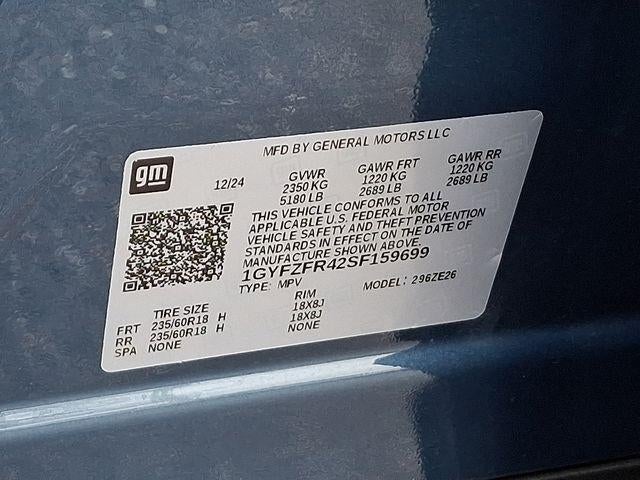 gm
MFD BY GENERAL MOTORS LLC
12/24
GVWR GAWR FRT GAWR RR
2350 KG 1220 KG 1220 KG
5180 LB 2689 LB 2689 LB
THIS VEHICLE CONFORMS TO ALL
APPLICABLE U.S. FEDERAL MOTOR
VEHICLE SAFETY AND THEFT PREVENTION
STANDARDS IN EFFECT ON THE DATE OF
MANUFACTURE SHOWN ABOVE.
1GYFZFR42SF159699
TYPE: MPV MODEL: 296ZE26
TIRE SIZE RIM
FRT 235/60R18 H 18X8J
RR 235/60R18 H 18X8J
SPA NONE NONE